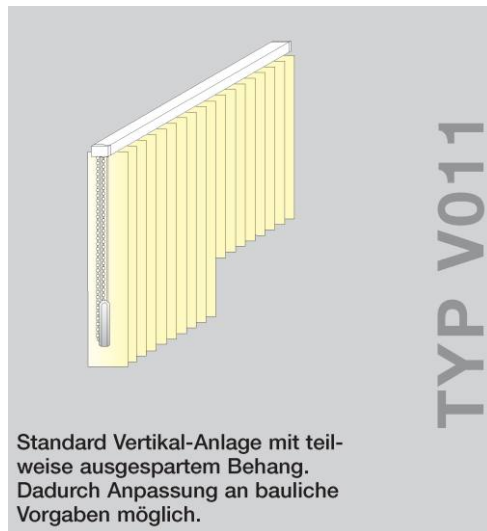 TYP V011
Standard Vertikal-Anlage mit teil-
weise ausgespartem Behang.
Dadurch Anpassung an bauliche
Vorgaben möglich.